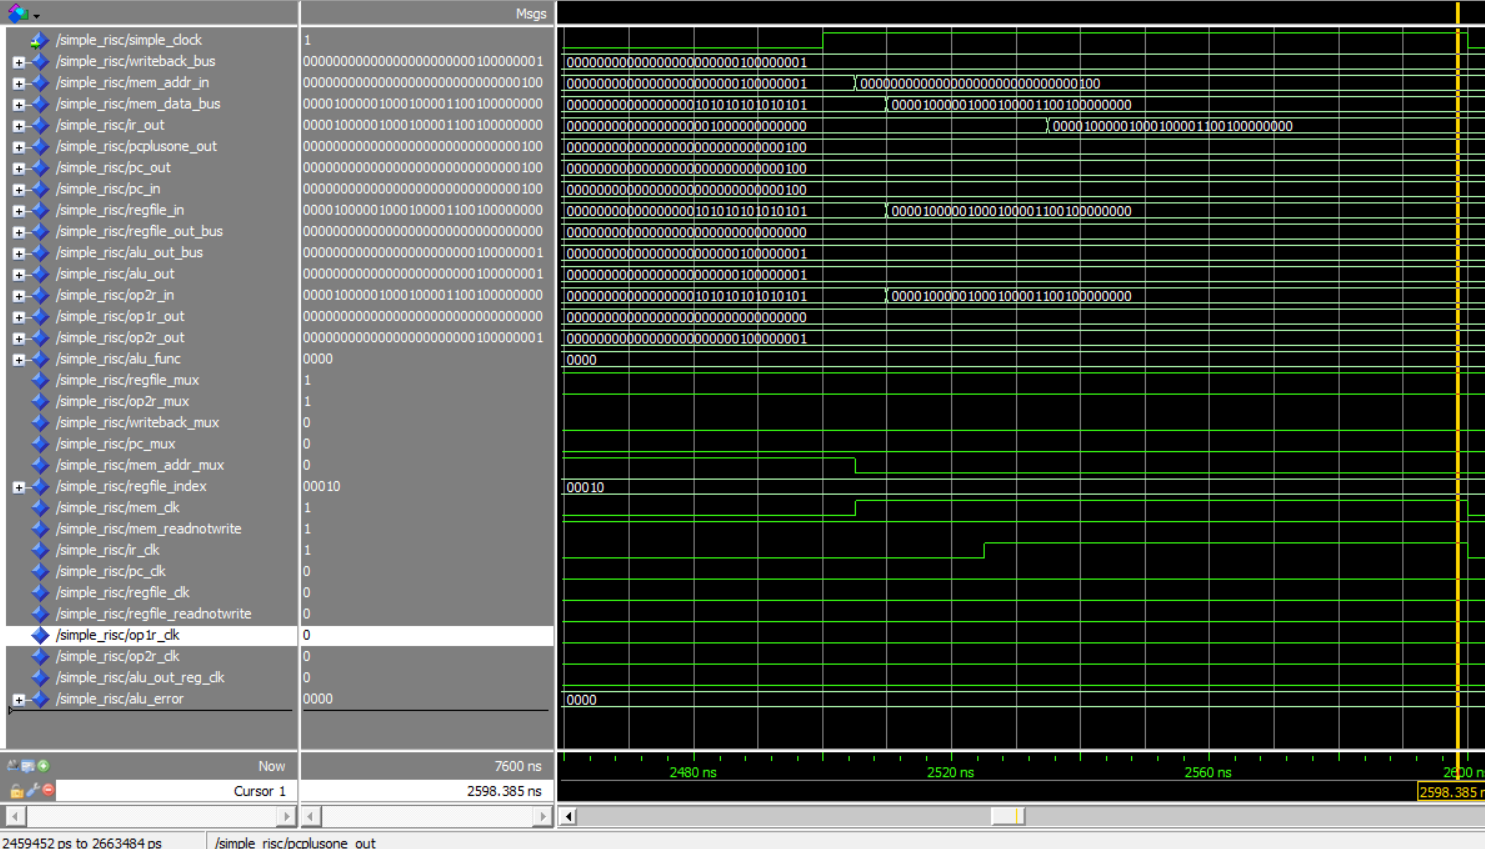 Msgs
/simple_risc/simple_clock 1
/simple_risc/writeback_bus 00000000000000000000000100000001 00000000000000000000000100000001
/simple_risc/mem_addr_in 00000000000000000000000000000100 00000000000000000000000100000001 00000000000000000000000000000100
/simple_risc/mem_data_bus 00001000001000100001100100000000 00000000000000000101010101010101 00001000001000100001100100000000
/simple_risc/ir_out 00001000001000100001100100000000 00000000000000000001000000000000 00001000001000100001100100000000
/simple_risc/pcplusone_out 00000000000000000000000000000100 00000000000000000000000000000100
/simple_risc/pc_out 00000000000000000000000000000100 00000000000000000000000000000100
/simple_risc/pc_in 00000000000000000000000000000100 00000000000000000000000000000100
/simple_risc/regfile_in 00001000001000100001100100000000 00000000000000000101010101010101 00001000001000100001100100000000
/simple_risc/regfile_out_bus 00000000000000000000000000000000 00000000000000000000000000000000
/simple_risc/alu_out_bus 00000000000000000000000100000001 00000000000000000000000100000001
/simple_risc/alu_out 00000000000000000000000100000001 00000000000000000000000100000001
/simple_risc/op2r_in 00001000001000100001100100000000 00000000000000000101010101010101 00001000001000100001100100000000
/simple_risc/op1r_out 00000000000000000000000000000000 00000000000000000000000000000000
/simple_risc/op2r_out 00000000000000000000000100000001 00000000000000000000000100000001
/simple_risc/alu_func 0000 0000
/simple_risc/regfile_mux 1
/simple_risc/op2r_mux 1
/simple_risc/writeback_mux 0
/simple_risc/pc_mux 0
/simple_risc/mem_addr_mux 0
/simple_risc/regfile_index 00010 00010
/simple_risc/mem_clk 1
/simple_risc/mem_readnotwrite 1
/simple_risc/ir_clk 1
/simple_risc/pc_clk 0
/simple_risc/regfile_clk 0
/simple_risc/regfile_readnotwrite 0
/simple_risc/op1r_clk 0
/simple_risc/op2r_clk 0
/simple_risc/alu_out_reg_clk 0
/simple_risc/alu_error 0000 0000
Now 7600 ns 2480 ns 2520 ns 2560 ns 2600 n
Cursor 1 2598.385 ns 2598.385 n
2459452 ps to 2663484 ps /simple_risc/pcplusone_out